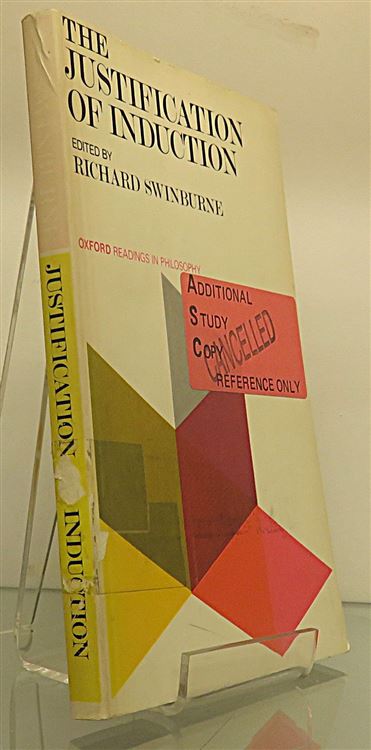 THE
JUSTIFICATION
OF INDUCTION
EDITED BY
RICHARD SWINBURNE
OXFORD READINGS IN PHILOSOPHY
ADDITIONAL
STUDY
COPY
CANCELLED
REFERENCE ONLY
JUSTIFICATION
INDUCTION